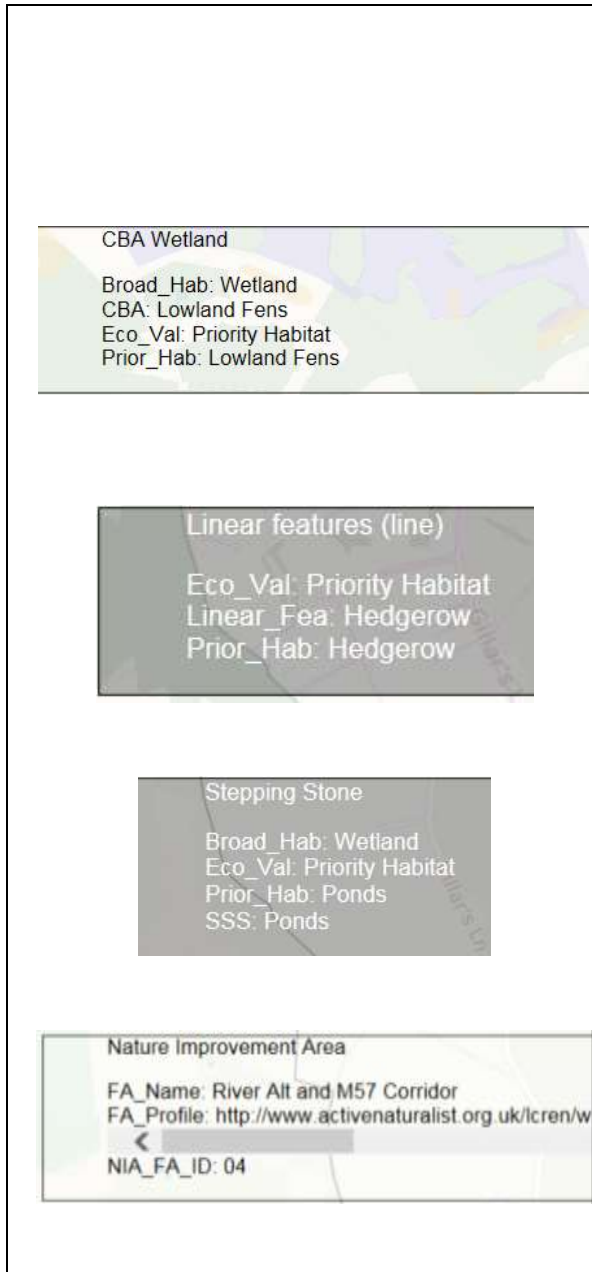 CBA Wetland
Broad_Hab: Wetland
CBA: Lowland Fens
Eco_Val: Priority Habitat
Prior_Hab: Lowland Fens
Linear features (line)
Eco_Val: Priority Habitat
Linear_Fea: Hedgerow
Prior_Hab: Hedgerow
Gilliar's
Stepping Stone
Broad_Hab: Wetland
Eco_Val: Priority Habitat
Prior_Hab: Ponds
SSS: Ponds
Ln
Nature Improvement Area
FA_Name: River Alt and M57 Corridor
FA_Profile: http://www.activenaturalist.org.uk/lcren/w
NIA_FA_ID: 04